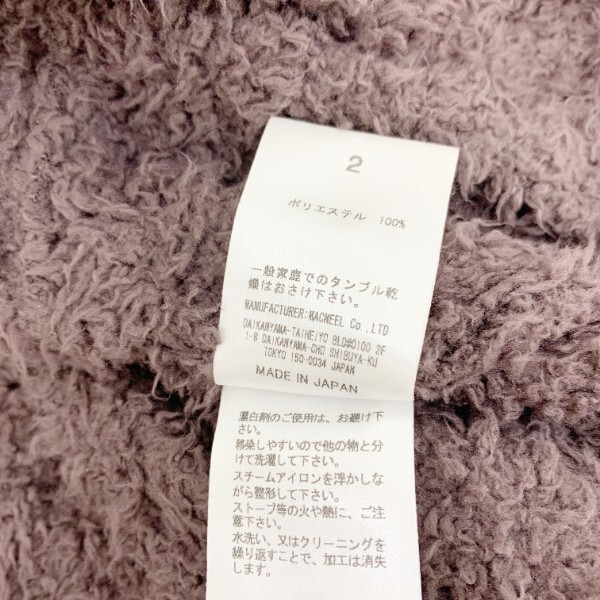 2
ポリエステル 100%
一般家庭でのタンブル乾
燥はおさけ下さい。
MANUFACTURER:MACNEEL Co.,LTD
DAIKANYAMA-TAIHEIYO BLD#0100 2F
1-8 DAIKANYAMA-CHO SHIBUYA-KU
TOKYO 150-0034 JAPAN
MADE IN JAPAN
漂白剤のご使用は、お避け下
さい。
移染しやすいので他の物と分
けて洗濯して下さい。
スチームアイロンを浮かしな
がら整形して下さい。
ストーブ等の火や熱に、ご注
意下さい。
水洗い、又はクリーニングを
繰り返すことで、加工は消失
します。